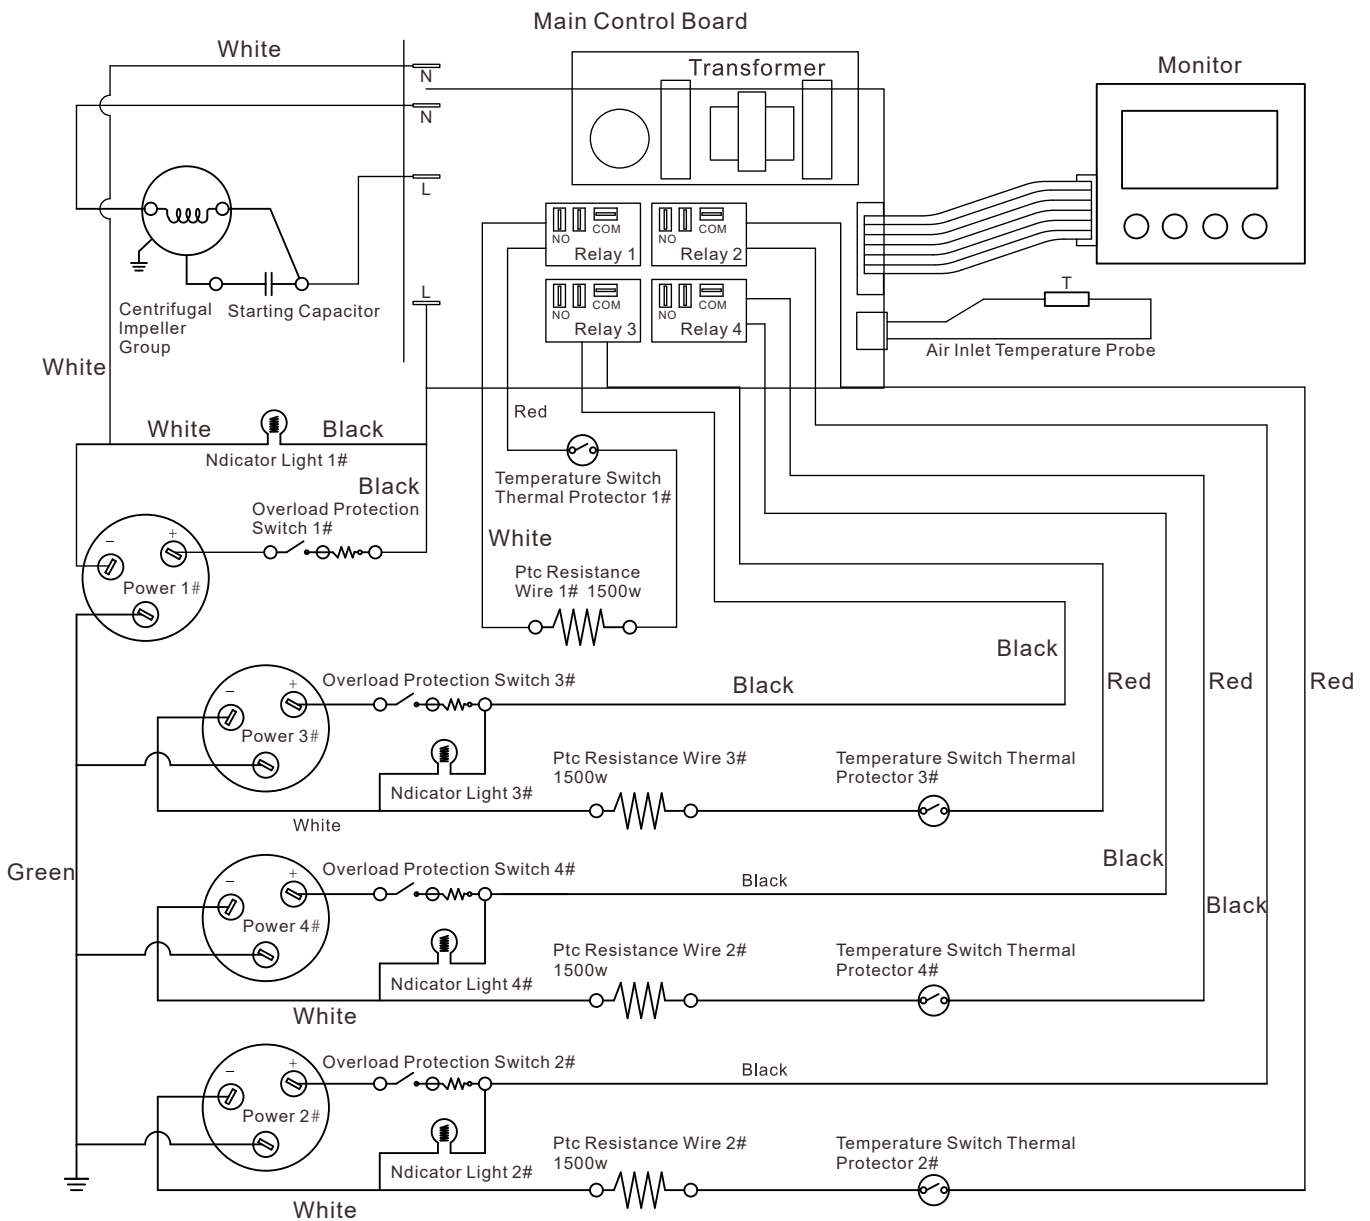 Main Control Board
White
N
Transformer
Monitor
N
L
NO
COM
Relay 1
NO
COM
Relay 2
T
L
NO
COM
Relay 3
NO
COM
Relay 4
Centrifugal
Impeller
Group
Starting Capacitor
Air Inlet Temperature Probe
White
Red
White
Black
Ndicator Light 1#
Temperature Switch
Thermal Protector 1#
Black
Overload Protection
Switch 1#
White
- +
Power 1#
Ptc Resistance
Wire 1# 1500w
Black
Red
Red
Red
Overload Protection Switch 3#
Black
- +
Power 3#
Ptc Resistance Wire 3#
1500w
Temperature Switch Thermal
Protector 3#
Ndicator Light 3#
White
Green
Overload Protection Switch 4#
Black
Black
Black
- +
Power 4#
Ptc Resistance Wire 2#
1500w
Temperature Switch Thermal
Protector 4#
Ndicator Light 4#
White
Overload Protection Switch 2#
Black
- +
Power 2#
Ptc Resistance Wire 2#
1500w
Temperature Switch Thermal
Protector 2#
Ndicator Light 2#
White